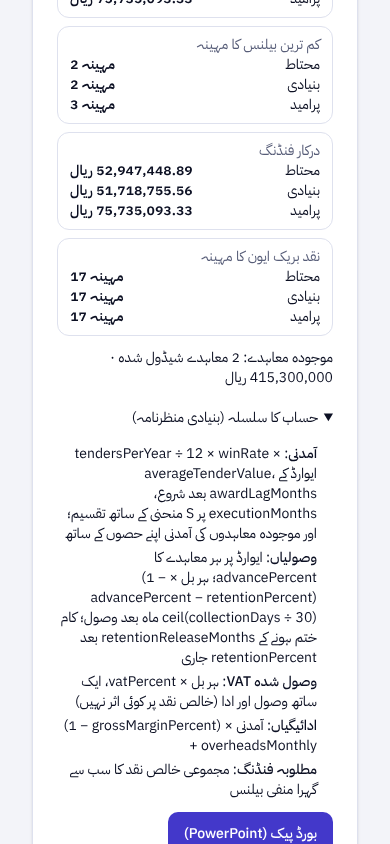 کم ترین بیلنس کا مہینہ
محتاط مہینہ 2
بنیادی مہینہ 2
پرامید مہینہ 3
درکار فنڈنگ
محتاط 52,947,448.89 ریال
بنیادی 51,718,755.56 ریال
پرامید 75,735,093.33 ریال
نقد بریک ایون کا مہینہ
محتاط مہینہ 17
بنیادی مہینہ 17
پرامید مہینہ 17
موجودہ معاہدے: 2 معاہدے شیڈول شدہ ·
415,300,000 ریال
▼ حساب کا سلسلہ (بنیادی منظرنامہ)
آمدنی: tendersPerYear ÷ 12 × winRate ×
averageTenderValue، ایوارڈ کے
awardLagMonths بعد شروع،
executionMonths پر S منحنی کے ساتھ تقسیم؛
اور موجودہ معاہدوں کی آمدنی اپنے حصوں کے ساتھ
وصولیاں: ایوارڈ پر ہر معاہدے کا
advancePercent؛ ہر بل × (1 −
advancePercent − retentionPercent)
ceil(collectionDays ÷ 30) ماہ بعد وصول؛ کام
ختم ہونے کے retentionReleaseMonths بعد
retentionPercent جاری
وصول شدہ VAT: ہر بل × vatPercent، ایک
ساتھ وصول اور ادا (خالص نقد پر کوئی اثر نہیں)
ادائیگیاں: آمدنی × (1 − grossMarginPercent)
+ overheadsMonthly
مطلوبہ فنڈنگ: مجموعی خالص نقد کا سب سے
گہرا منفی بیلنس
بورڈ پیک (PowerPoint)